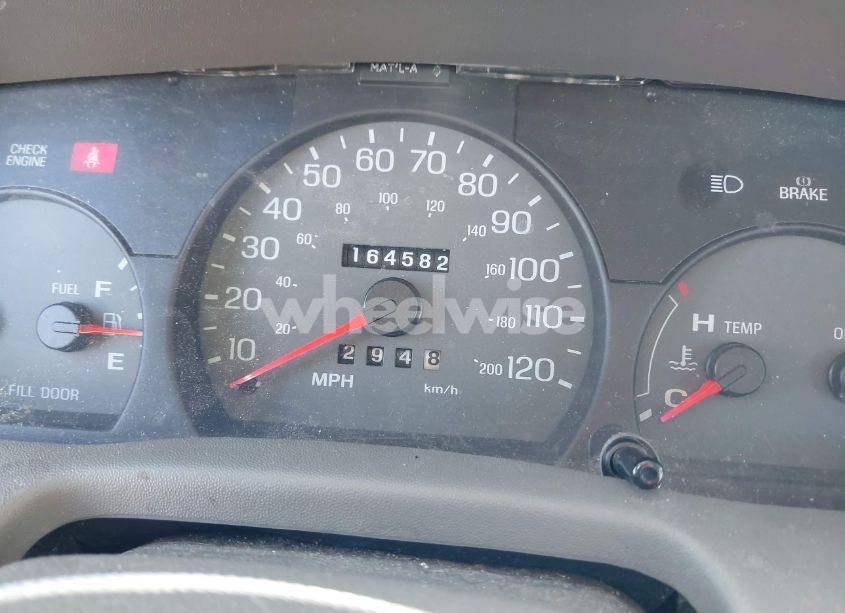 MAT'L-A
CHECK
ENGINE
BRAKE
FUEL
F
E
FILL DOOR
10
20
30
40
50
60
70
80
90
100
110
120
20
40
60
80
100
120
140
160
180
200
164582
2948
MPH
km/h
wheelwise
H TEMP
C
O